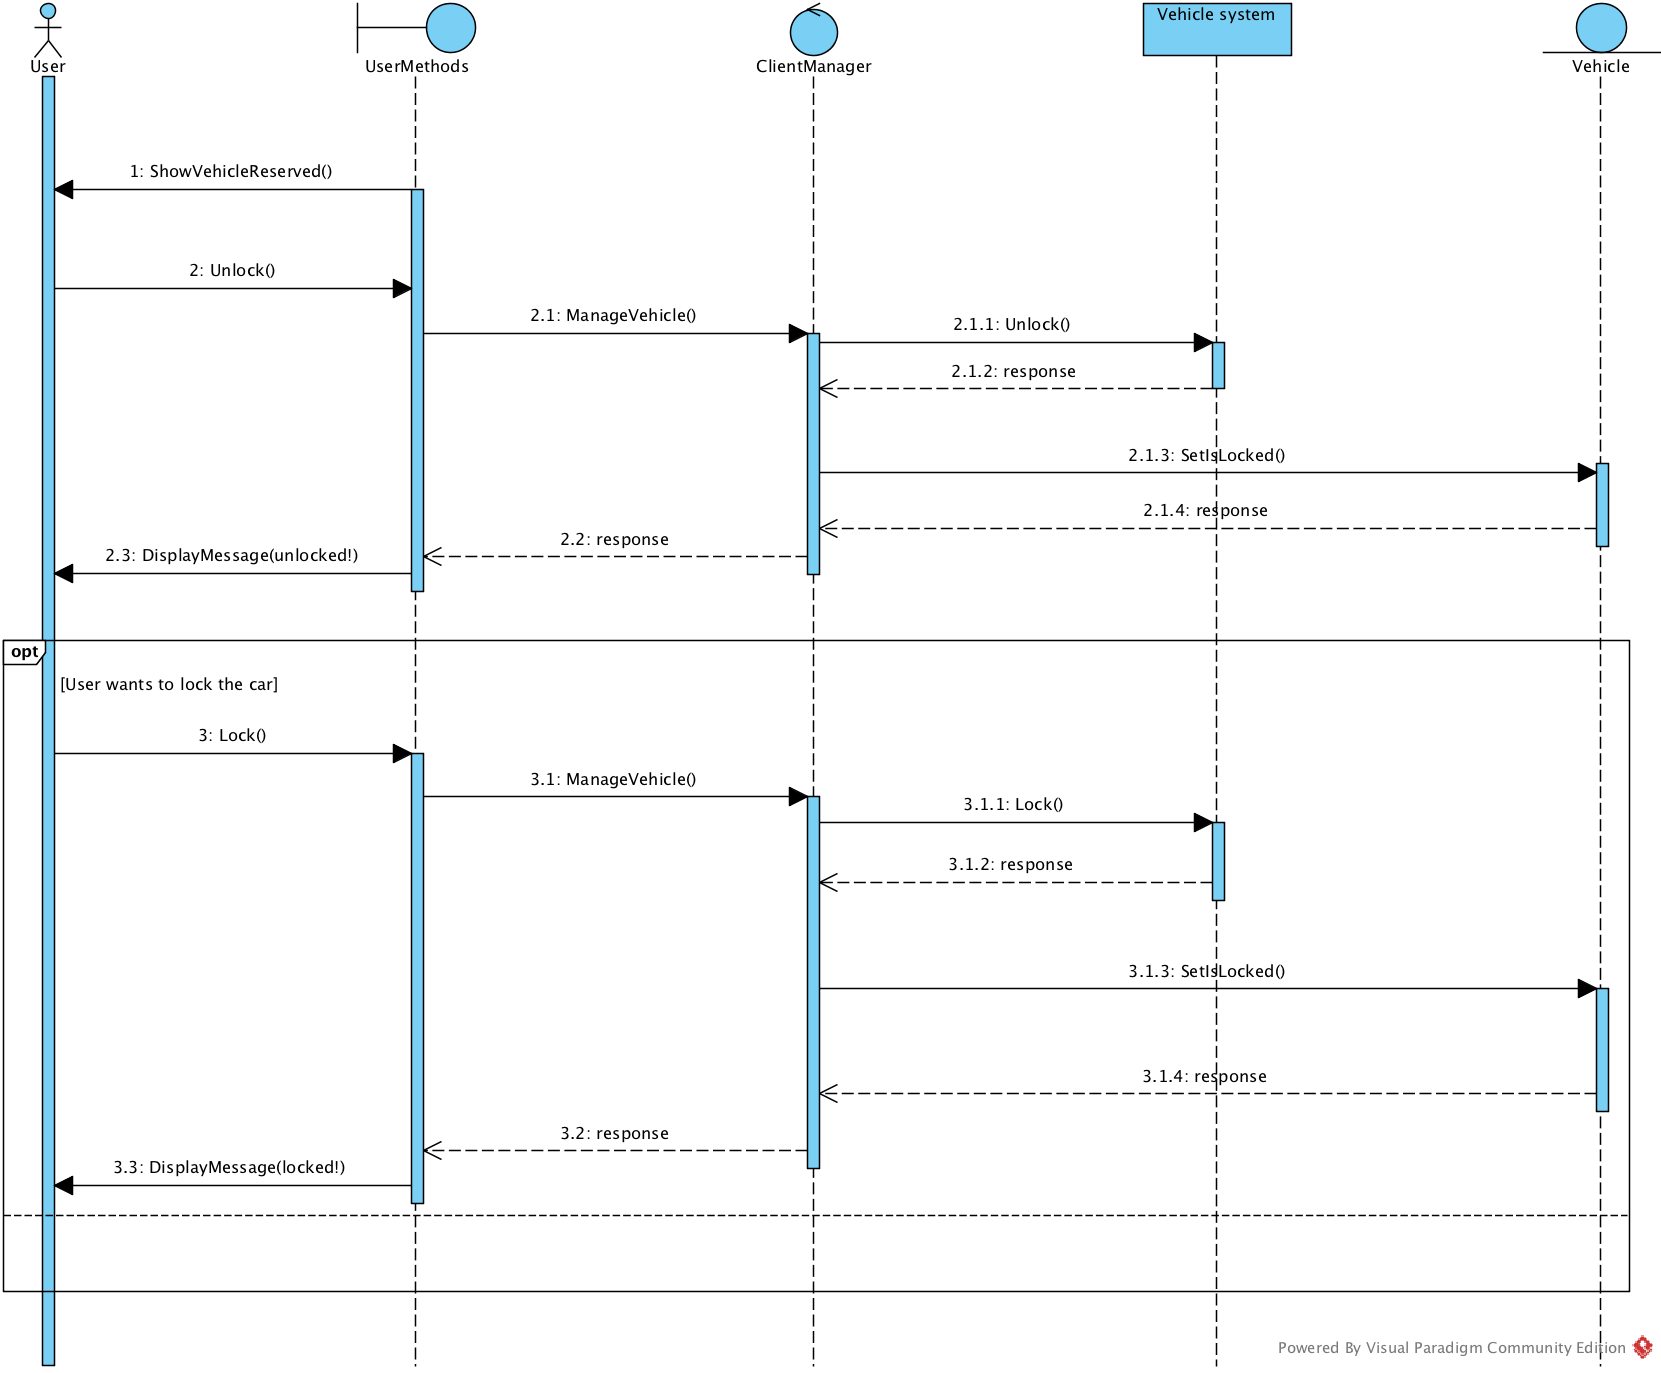 Vehicle system
User
UserMethods
ClientManager
Vehicle
1: ShowVehicleReserved()
2: Unlock()
2.1: ManageVehicle()
2.1.1: Unlock()
2.1.2: response
2.1.3: SetIsLocked()
2.1.4: response
2.2: response
2.3: DisplayMessage(unlocked!)
opt
[User wants to lock the car]
3: Lock()
3.1: ManageVehicle()
3.1.1: Lock()
3.1.2: response
3.1.3: SetIsLocked()
3.1.4: response
3.2: response
3.3: DisplayMessage(locked!)
Powered By Visual Paradigm Community Edition